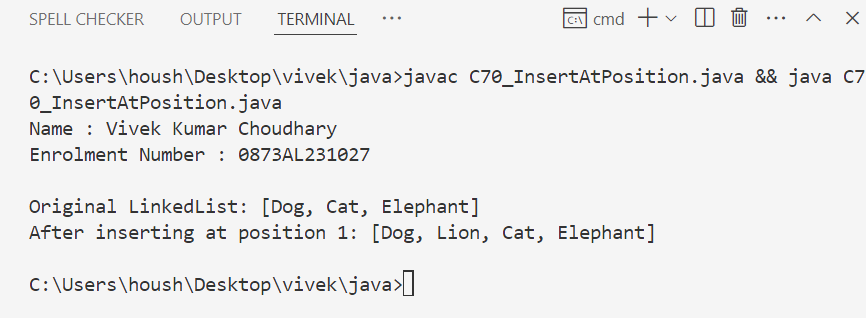 SPELL CHECKER OUTPUT TERMINAL ··· cmd ···
C:\Users\housh\Desktop\vivek\java>javac C70_InsertAtPosition.java && java C7
0_InsertAtPosition.java
Name : Vivek Kumar Choudhary
Enrolment Number : 0873AL231027
Original LinkedList: [Dog, Cat, Elephant]
After inserting at position 1: [Dog, Lion, Cat, Elephant]
C:\Users\housh\Desktop\vivek\java>